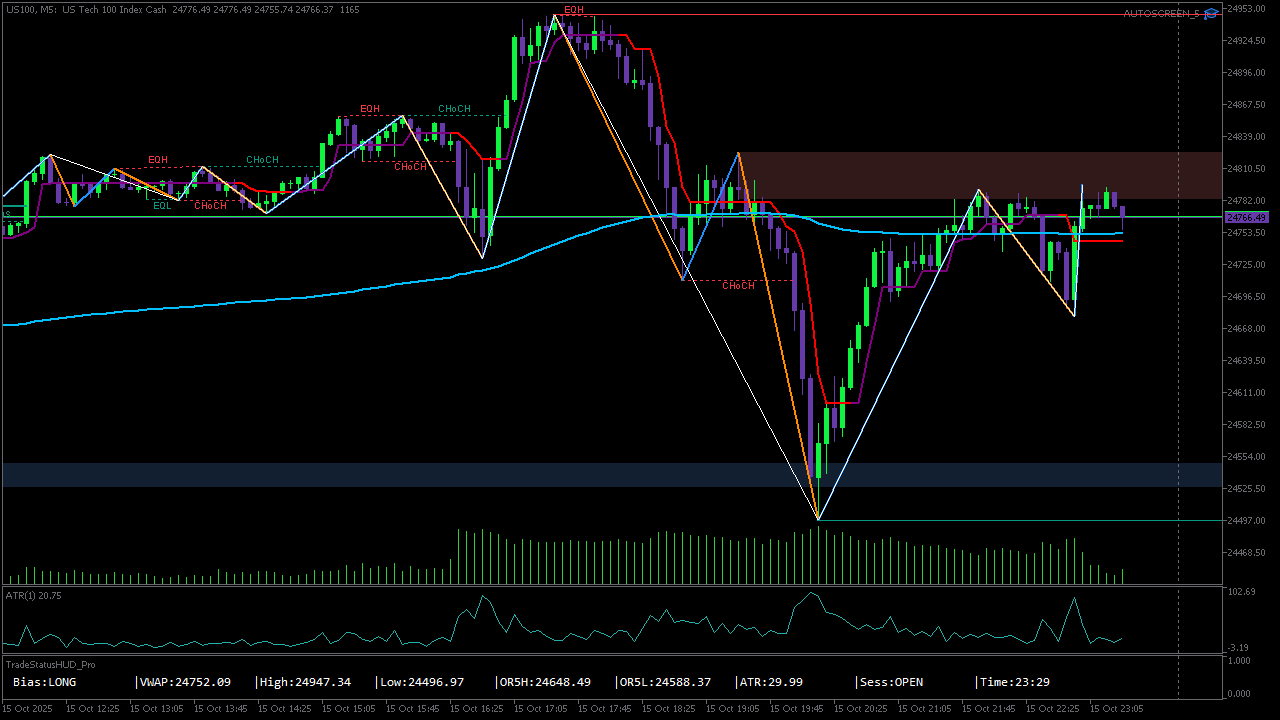 US100, M5: US Tech 100 Index Cash 24776.49 24776.49 24755.74 24766.37 1165
AUTOSCREEN_5
EQH
EQH
CHoCH
CHoCH
EQH
CHoCH
EQL
CHoCH
CHoCH
24953.00
24924.50
24896.00
24867.50
24839.00
24810.50
24782.00
24766.49
24753.50
24725.00
24696.50
24668.00
24639.50
24611.00
24582.50
24554.00
24525.50
24497.00
24468.50
ATR(1) 20.75
102.69
-3.19
TradeStatusHUD_Pro
1.000
0.000
Bias:LONG |VWAP:24752.09 |High:24947.34 |Low:24496.97 |OR5H:24648.49 |OR5L:24588.37 |ATR:29.99 |Sess:OPEN |Time:23:29
15 Oct 2025 15 Oct 12:25 15 Oct 13:05 15 Oct 13:45 15 Oct 14:25 15 Oct 15:05 15 Oct 15:45 15 Oct 16:25 15 Oct 17:05 15 Oct 17:45 15 Oct 18:25 15 Oct 19:05 15 Oct 19:45 15 Oct 20:25 15 Oct 21:05 15 Oct 21:45 15 Oct 22:25 15 Oct 23:05